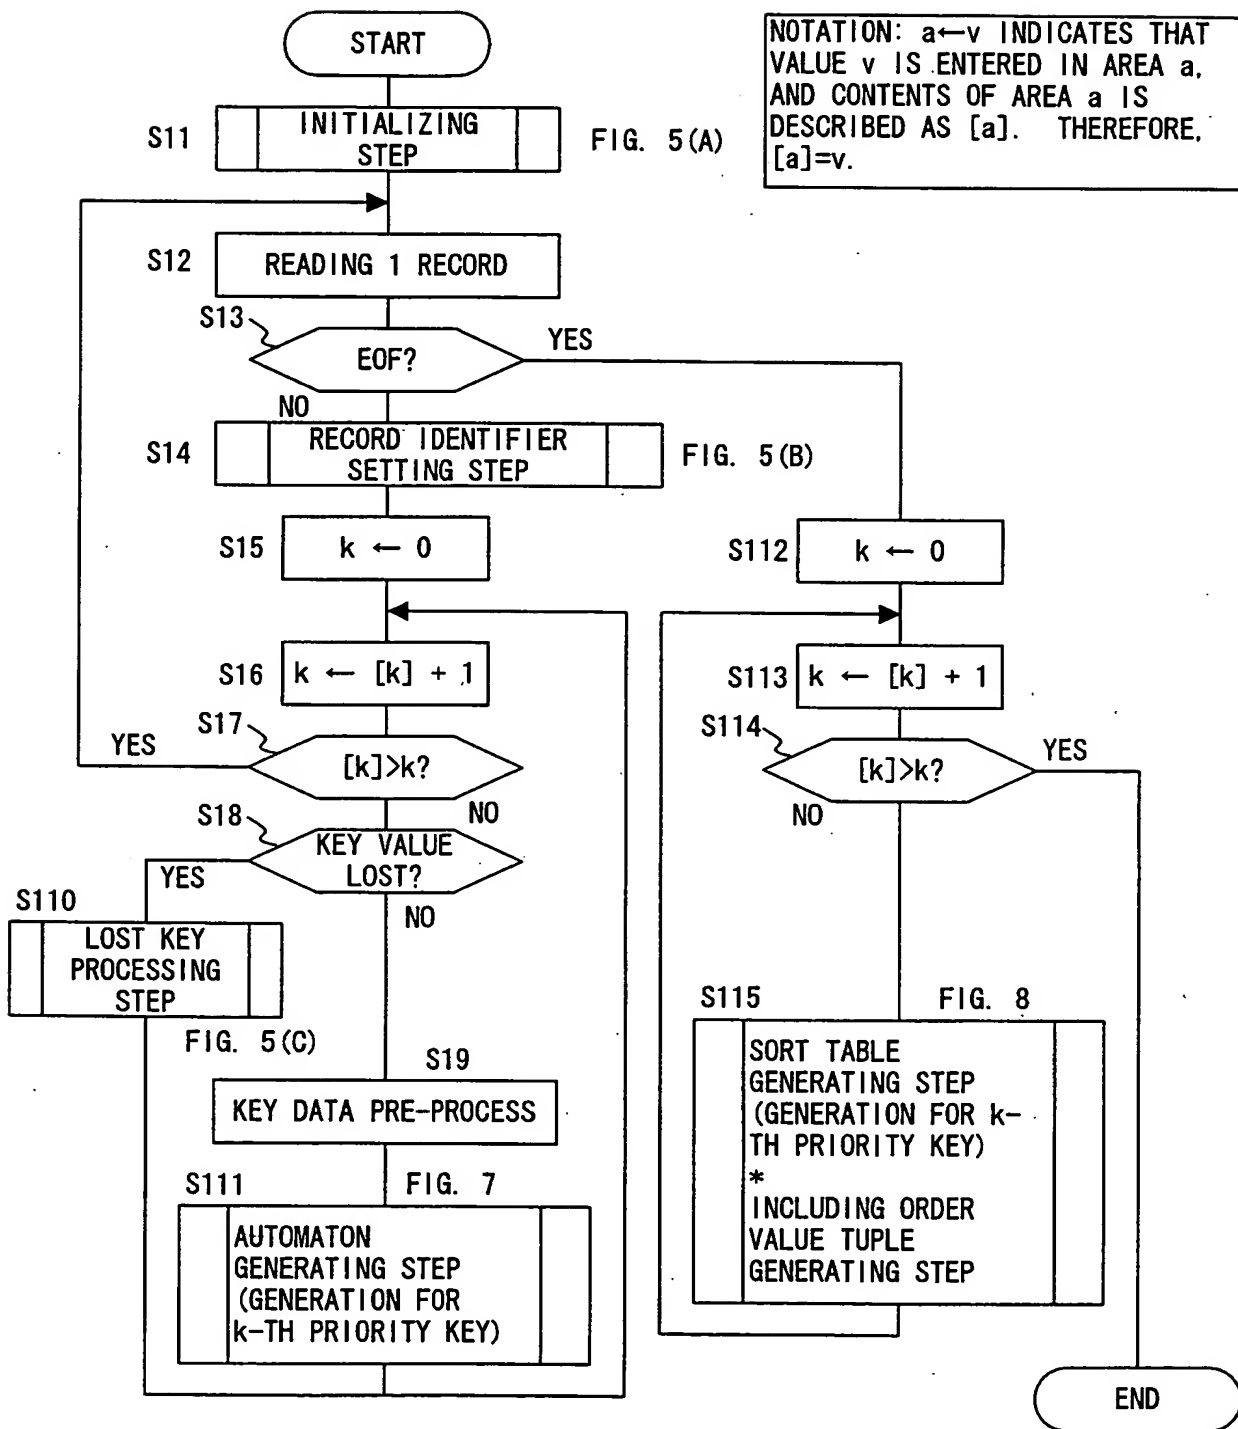 START
NOTATION: a←v INDICATES THAT
VALUE v IS ENTERED IN AREA a,
AND CONTENTS OF AREA a IS
DESCRIBED AS [a]. THEREFORE,
[a]=v.
S11
INITIALIZING
STEP
FIG. 5(A)
S12
READING 1 RECORD
S13
EOF?
YES
NO
S14
RECORD IDENTIFIER
SETTING STEP
FIG. 5(B)
S15
k ← 0
S112
k ← 0
S16
k ← [k] + 1
S113
k ← [k] + 1
S17
YES
[k]>k?
NO
S114
[k]>k?
YES
NO
S18
KEY VALUE
LOST?
YES
NO
S110
LOST KEY
PROCESSING
STEP
FIG. 5(C)
S19
KEY DATA PRE-PROCESS
S111
FIG. 7
AUTOMATON
GENERATING STEP
(GENERATION FOR
k-TH PRIORITY KEY)
S115
FIG. 8
SORT TABLE
GENERATING STEP
(GENERATION FOR k-
TH PRIORITY KEY)
*
INCLUDING ORDER
VALUE TUPLE
GENERATING STEP
END